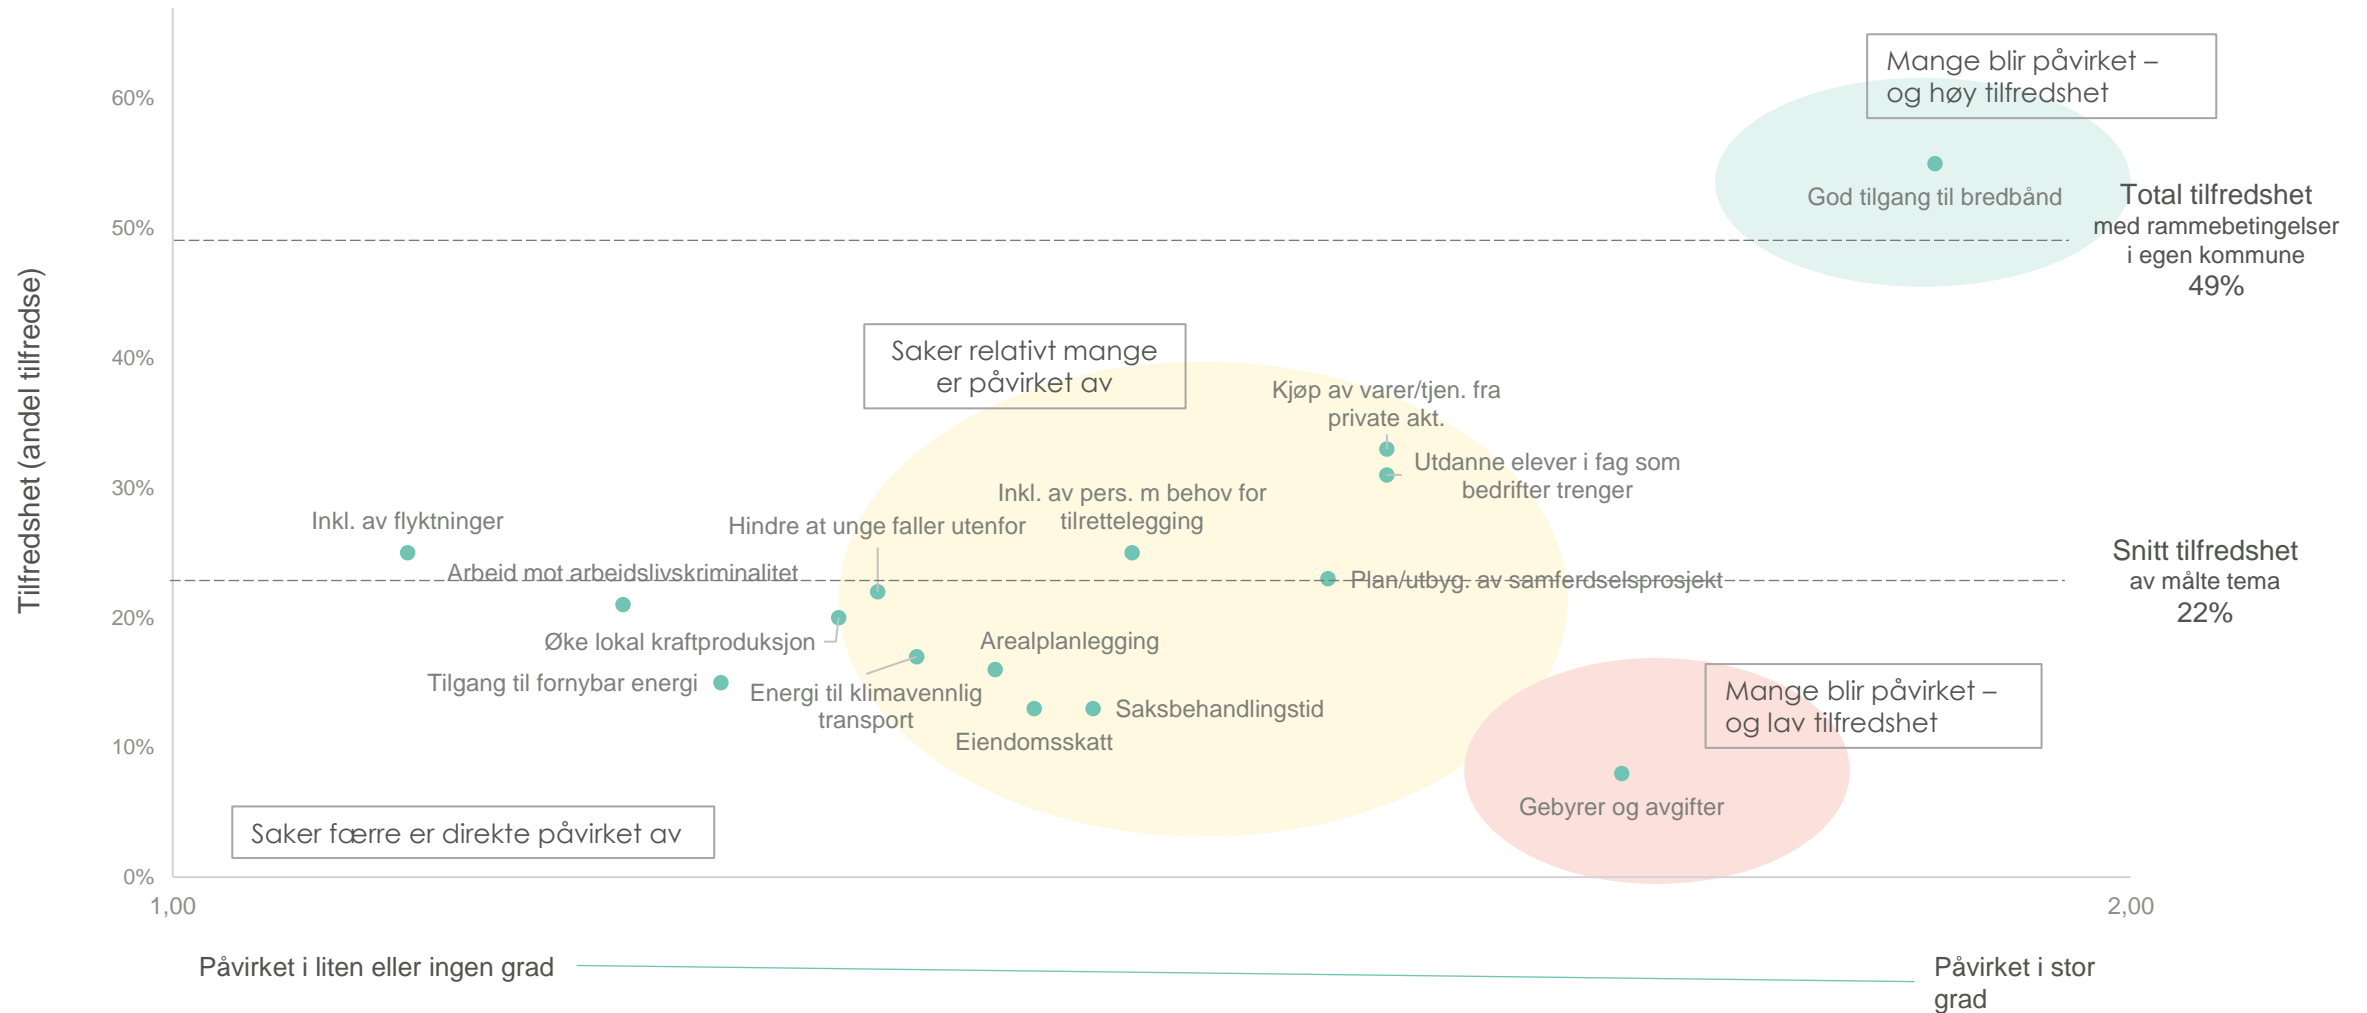 Mange blir påvirket –
og høy tilfredshet
60%
God tilgang til bredbånd
Total tilfredshet
med rammebetingelser
i egen kommune
49%
50%
Tilfredshet (andel tilfredse)
Saker relativt mange
er påvirket av
40%
Kjøp av varer/tjen. fra
private akt.
Utdanne elever i fag som
bedrifter trenger
30%
Inkl. av pers. m behov for
tilrettelegging
Inkl. av flyktninger
Hindre at unge faller utenfor
Arbeid mot arbeidslivskriminalitet
Plan/utbyg. av samferdselsprosjekt
Snitt tilfredshet
av målte tema
22%
20%
Øke lokal kraftproduksjon
Arealplanlegging
Tilgang til fornybar energi
Energi til klimavennlig
transport
Saksbehandlingstid
Eiendomsskatt
Mange blir påvirket –
og lav tilfredshet
10%
Gebyrer og avgifter
Saker færre er direkte påvirket av
0%
1,00
2,00
Påvirket i liten eller ingen grad
Påvirket i stor
grad